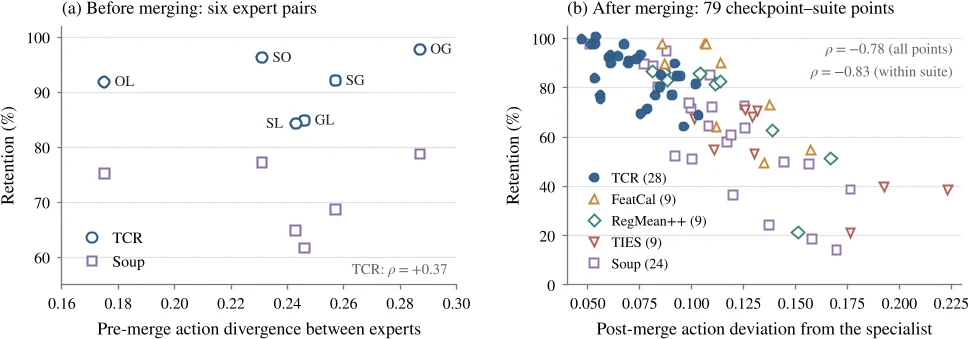 (a) Before merging: six expert pairs
100
90
80
70
60
Retention (%)
OL
SO
OG
SG
SL
GL
TCR
Soup
TCR: ρ = +0.37
0.16 0.18 0.20 0.22 0.24 0.26 0.28 0.30
Pre-merge action divergence between experts
(b) After merging: 79 checkpoint–suite points
100
80
60
40
20
0
Retention (%)
ρ = −0.78 (all points)
ρ = −0.83 (within suite)
TCR (28)
FeatCal (9)
RegMean++ (9)
TIES (9)
Soup (24)
0.050 0.075 0.100 0.125 0.150 0.175 0.200 0.225
Post-merge action deviation from the specialist